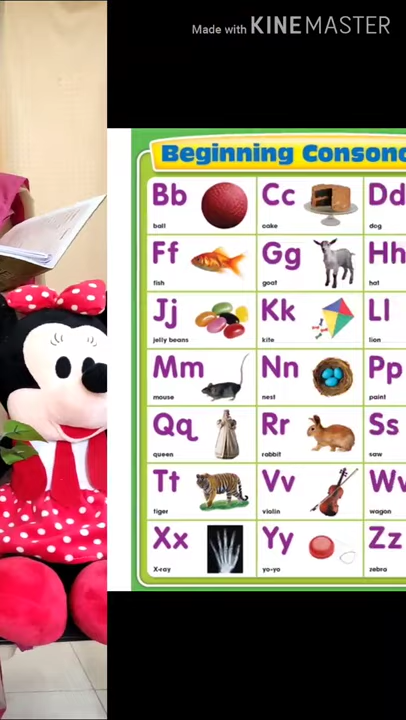 Made with KINEMASTER
Beginning Conson
Bb Cc Dd
ball cake dog
Ff Gg Hh
fish goat hat
Jj Kk Ll
jelly beans kite lion
Mm Nn Pp
mouse nest paint
Qq Rr Ss
queen rabbit saw
Tt Vv Wv
tiger violin wagon
Xx Yy Zz
X-ray yo-yo zebra